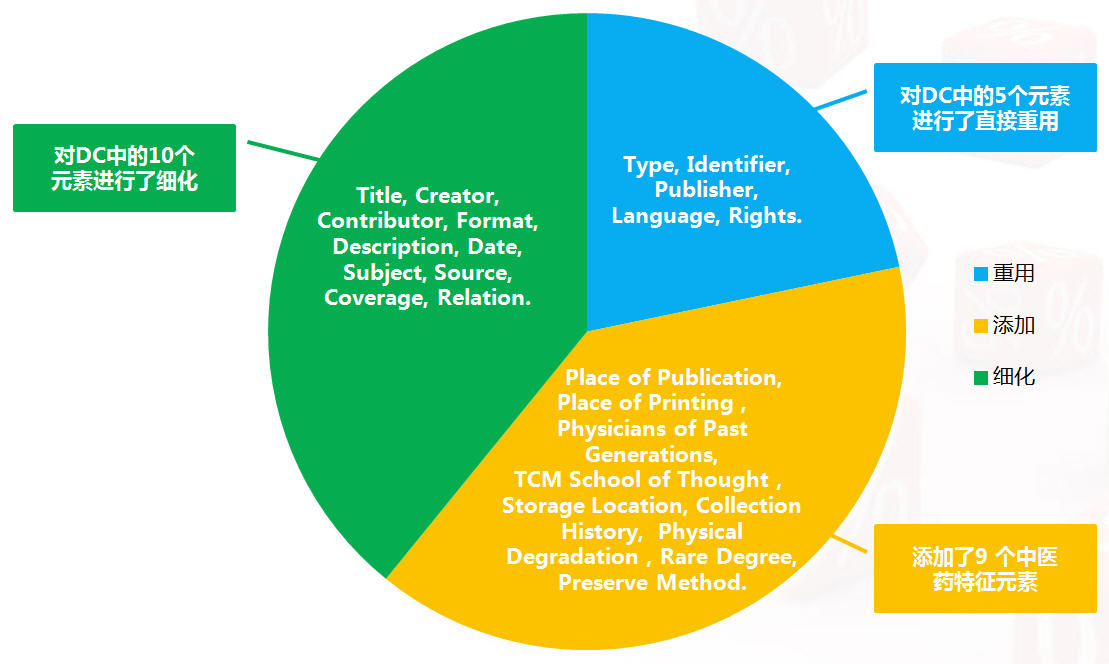 对DC中的10个
元素进行了细化
Title, Creator,
Contributor, Format,
Description, Date,
Subject, Source,
Coverage, Relation.
对DC中的5个元素
进行了直接重用
Type, Identifier,
Publisher,
Language, Rights.
重用
添加
细化
Place of Publication,
Place of Printing ,
Physicians of Past
Generations,
TCM School of Thought ,
Storage Location, Collection
History, Physical
Degradation , Rare Degree,
Preserve Method.
添加了9 个中医
药特征元素